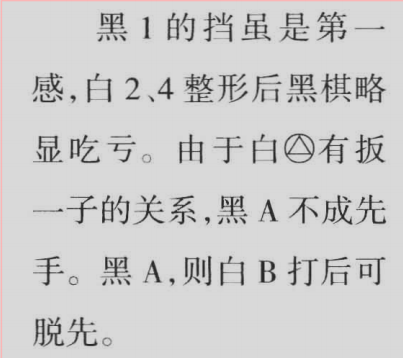 黑 1 的挡虽是第一
感,白 2、4 整形后黑棋略
显吃亏。由于白△有扳
一子的关系,黑 A 不成先
手。黑 A,则白 B 打后可
脱先。